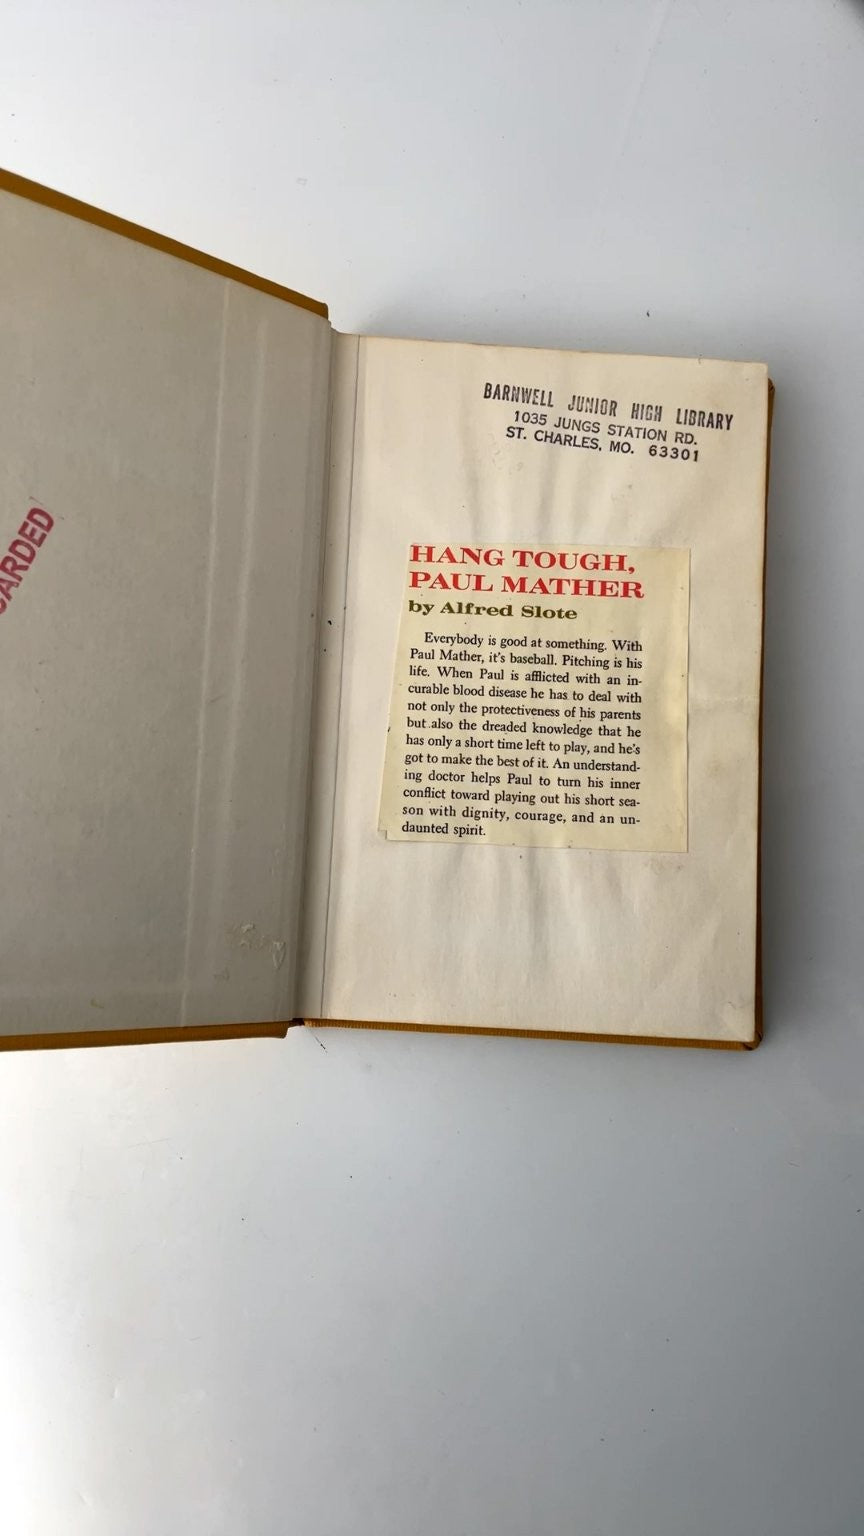 BARNWELL JUNIOR HIGH LIBRARY
1035 JUNGS STATION RD.
ST. CHARLES, MO. 63301
HANG TOUGH,
PAUL MATHER
by Alfred Slote
Everybody is good at something. With
Paul Mather, it's baseball. Pitching is his
life. When Paul is afflicted with an in-
curable blood disease he has to deal with
not only the protectiveness of his parents
but also the dreaded knowledge that he
has only a short time left to play, and he's
got to make the best of it. An understand-
ing doctor helps Paul to turn his inner
conflict toward playing out his short sea-
son with dignity, courage, and an un-
daunted spirit.